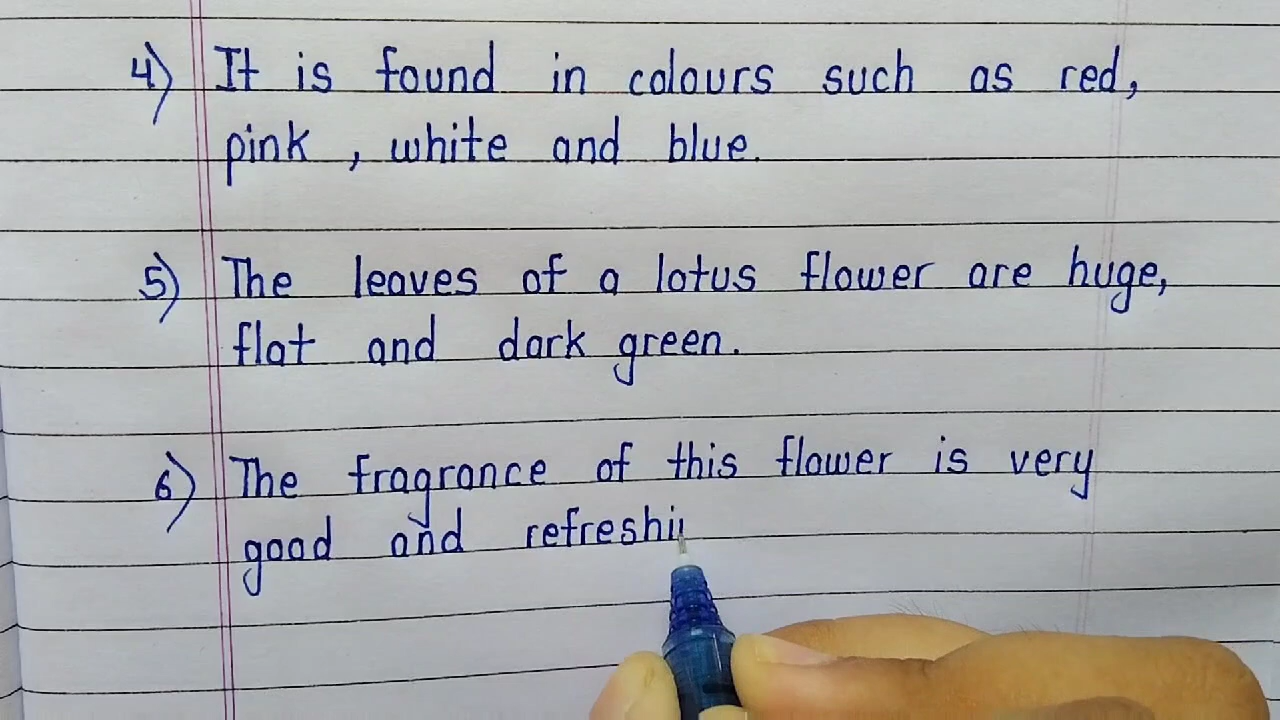 4) It is found in colours such as red,
pink , white and blue.
5) The leaves of a lotus flower are huge,
flat and dark green.
6) The fragrance of this flower is very
good and refreshi